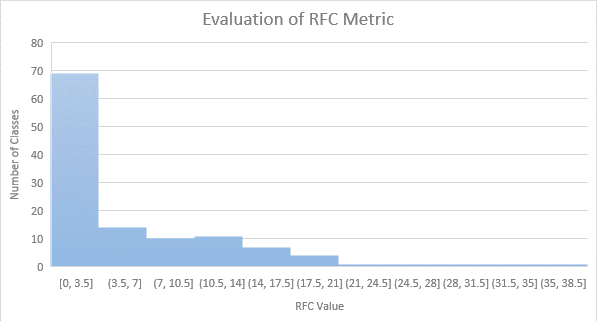 Evaluation of RFC Metric
80
70
60
50
40
30
20
10
0
Number of Classes
[0, 3.5] (3.5, 7] (7, 10.5] (10.5, 14] (14, 17.5] (17.5, 21] (21, 24.5] (24.5, 28] (28, 31.5] (31.5, 35] (35, 38.5]
RFC Value